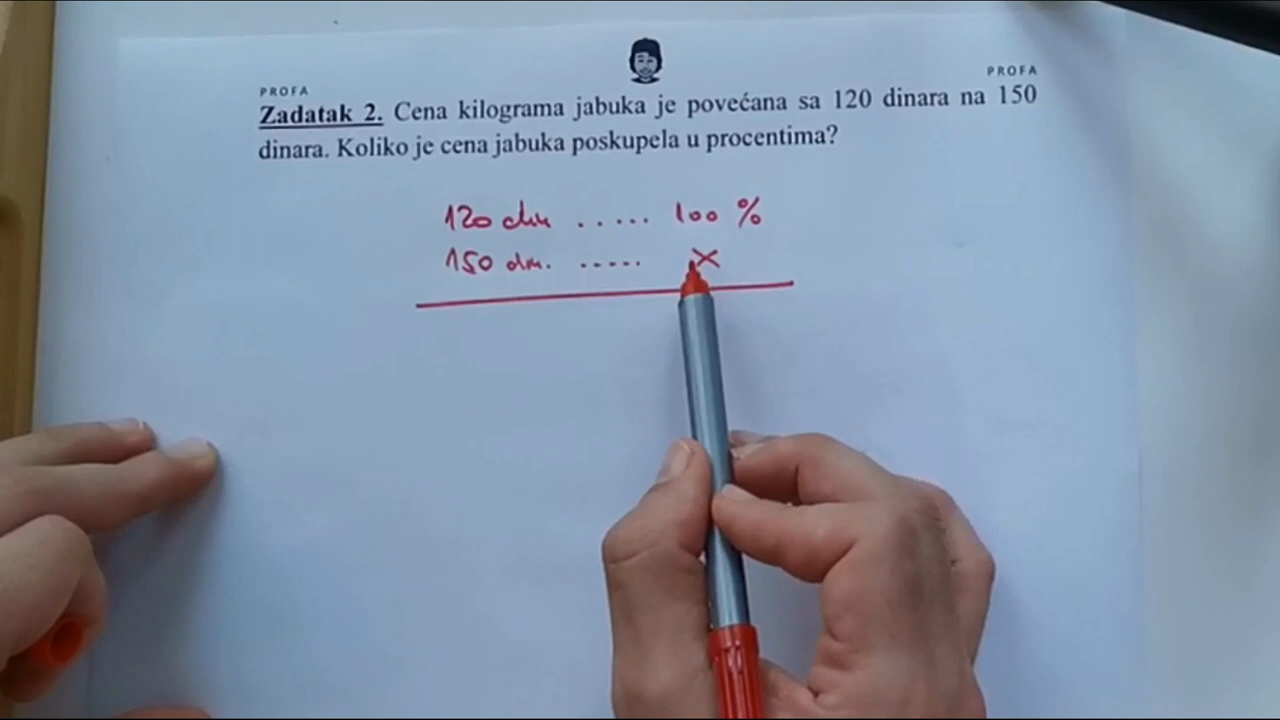 PROFA
PROFA
Zadatak 2. Cena kilograma jabuka je povećana sa 120 dinara na 150
dinara. Koliko je cena jabuka poskupela u procentima?
120 din ..... 100 %
150 din. ..... X